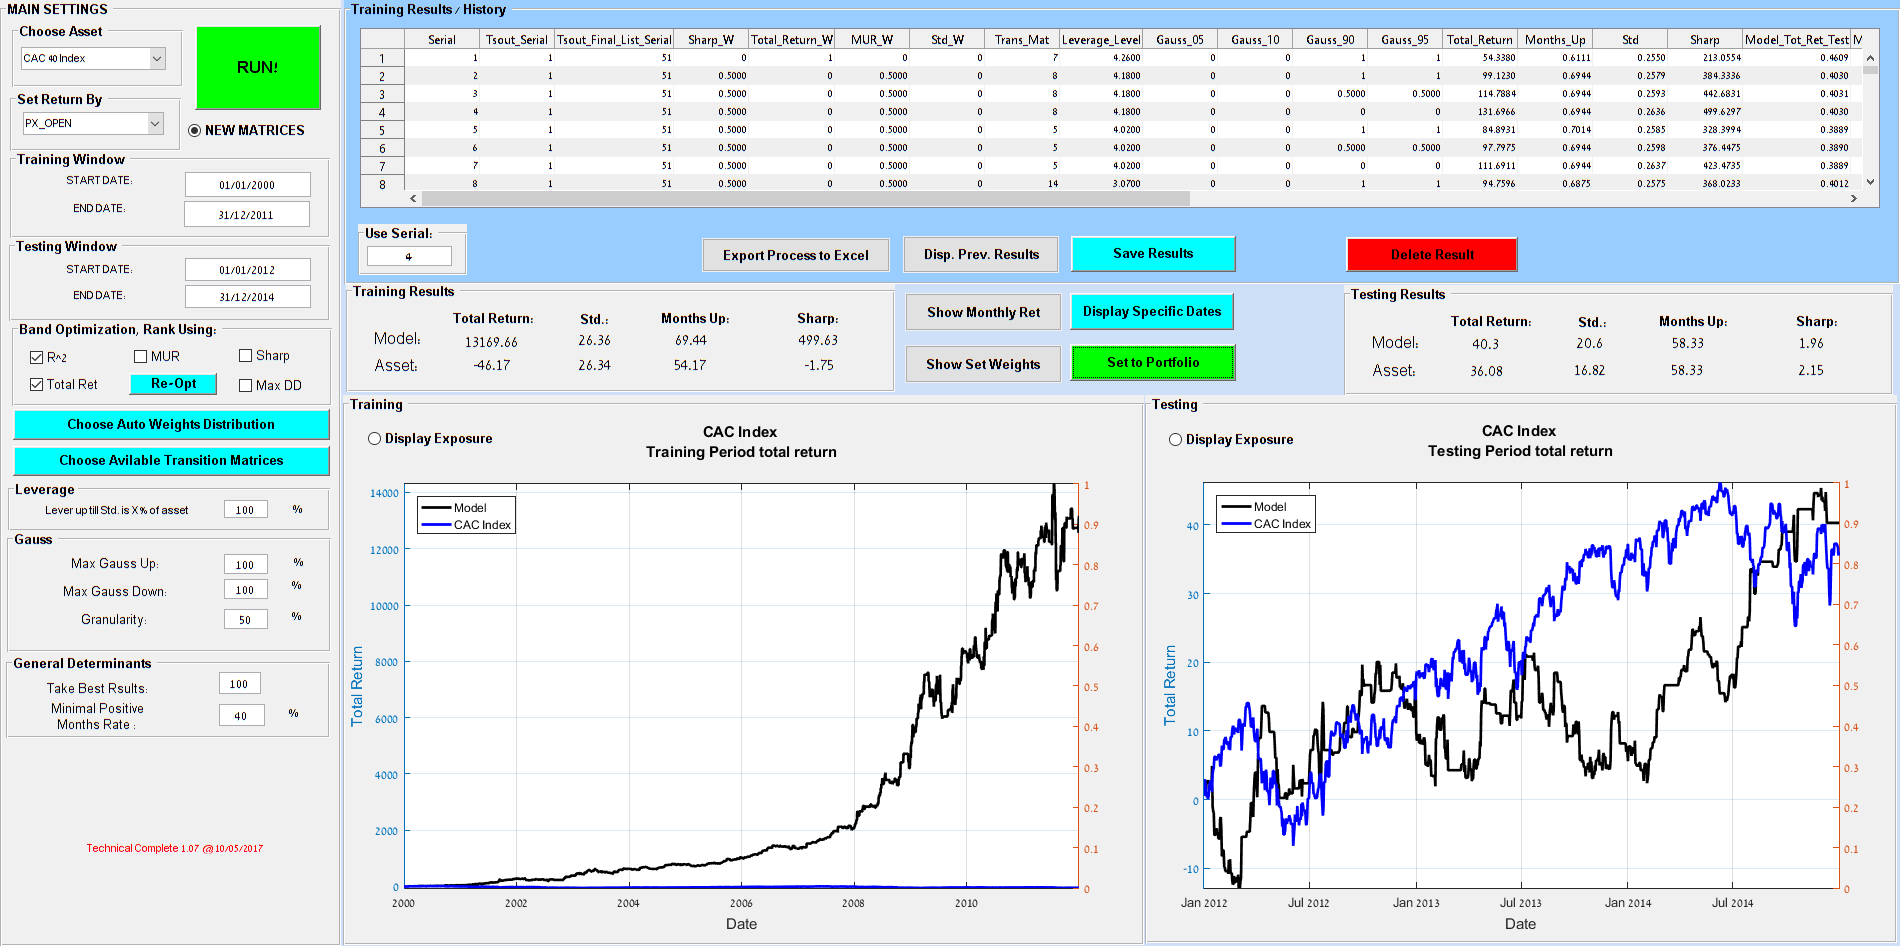 MAIN SETTINGS
Choose Asset
CAC 40 Index
RUN!
Set Return By
PX_OPEN
NEW MATRICES
Training Window
START DATE: 01/01/2000
END DATE: 31/12/2011
Testing Window
START DATE: 01/01/2012
END DATE: 31/12/2014
Band Optimization, Rank Using:
R^2 MUR Sharp
Total Ret Re-Opt Max DD
Choose Auto Weights Distribution
Choose Avilable Transition Matrices
Leverage
Lever up till Std. is X % of asset 100 %
Gauss
Max Gauss Up: 100 %
Max Gauss Down: 100 %
Granularity: 50 %
General Determinants
Take Best Rsults: 100
Minimal Positive
Months Rate : 40 %
Technical Complete 1.07 @10/05/2017
Training Results / History
Serial Tsout_Serial Tsout_Final_List_Serial Sharp_W Total_Return_W MUR_W Std_W Trans_Mat Leverage_Level Gauss_05 Gauss_10 Gauss_90 Gauss_95 Total_Return Months_Up Std Sharp Model_Tot_Ret_Test M
1 1 1 51 0 1 0 0 7 4.2600 0 0 1 1 54.3380 0.6111 0.2550 213.0554 0.4609
2 2 1 51 0.5000 0 0.5000 0 8 4.1800 0 0 1 1 99.1230 0.6944 0.2579 384.3336 0.4030
3 3 1 51 0.5000 0 0.5000 0 8 4.1800 0 0 0.5000 0.5000 114.7884 0.6944 0.2593 442.6831 0.4031
4 4 1 51 0.5000 0 0.5000 0 8 4.1800 0 0 0 0 131.6966 0.6944 0.2636 499.6297 0.4030
5 5 1 51 0.5000 0 0.5000 0 5 4.0200 0 0 1 1 84.8931 0.7014 0.2585 328.3994 0.3889
6 6 1 51 0.5000 0 0.5000 0 5 4.0200 0 0 0.5000 0.5000 97.7975 0.6944 0.2598 376.4475 0.3890
7 7 1 51 0.5000 0 0.5000 0 5 4.0200 0 0 0 0 111.6911 0.6944 0.2637 423.4735 0.3889
8 8 1 51 0.5000 0 0.5000 0 14 3.0700 0 0 1 1 94.7596 0.6875 0.2575 368.0233 0.4012
Use Serial:
4
Export Process to Excel Disp. Prev. Results Save Results Delete Result
Training Results
Total Return: Std.: Months Up: Sharp:
Model: 13169.66 26.36 69.44 499.63
Asset: -46.17 26.34 54.17 -1.75
Show Monthly Ret Display Specific Dates
Show Set Weights Set to Portfolio
Testing Results
Total Return: Std.: Months Up: Sharp:
Model: 40.3 20.6 58.33 1.96
Asset: 36.08 16.82 58.33 2.15
Training
Display Exposure
CAC Index
Training Period total return
Model
CAC Index
Total Return
14000
12000
10000
8000
6000
4000
2000
0
1
0.9
0.8
0.7
0.6
0.5
0.4
0.3
0.2
0.1
0
2000 2002 2004 2006 2008 2010
Date
Testing
Display Exposure
CAC Index
Testing Period total return
Model
CAC Index
Total Return
40
30
20
10
0
-10
1
0.9
0.8
0.7
0.6
0.5
0.4
0.3
0.2
0.1
0
Jan 2012 Jul 2012 Jan 2013 Jul 2013 Jan 2014 Jul 2014
Date